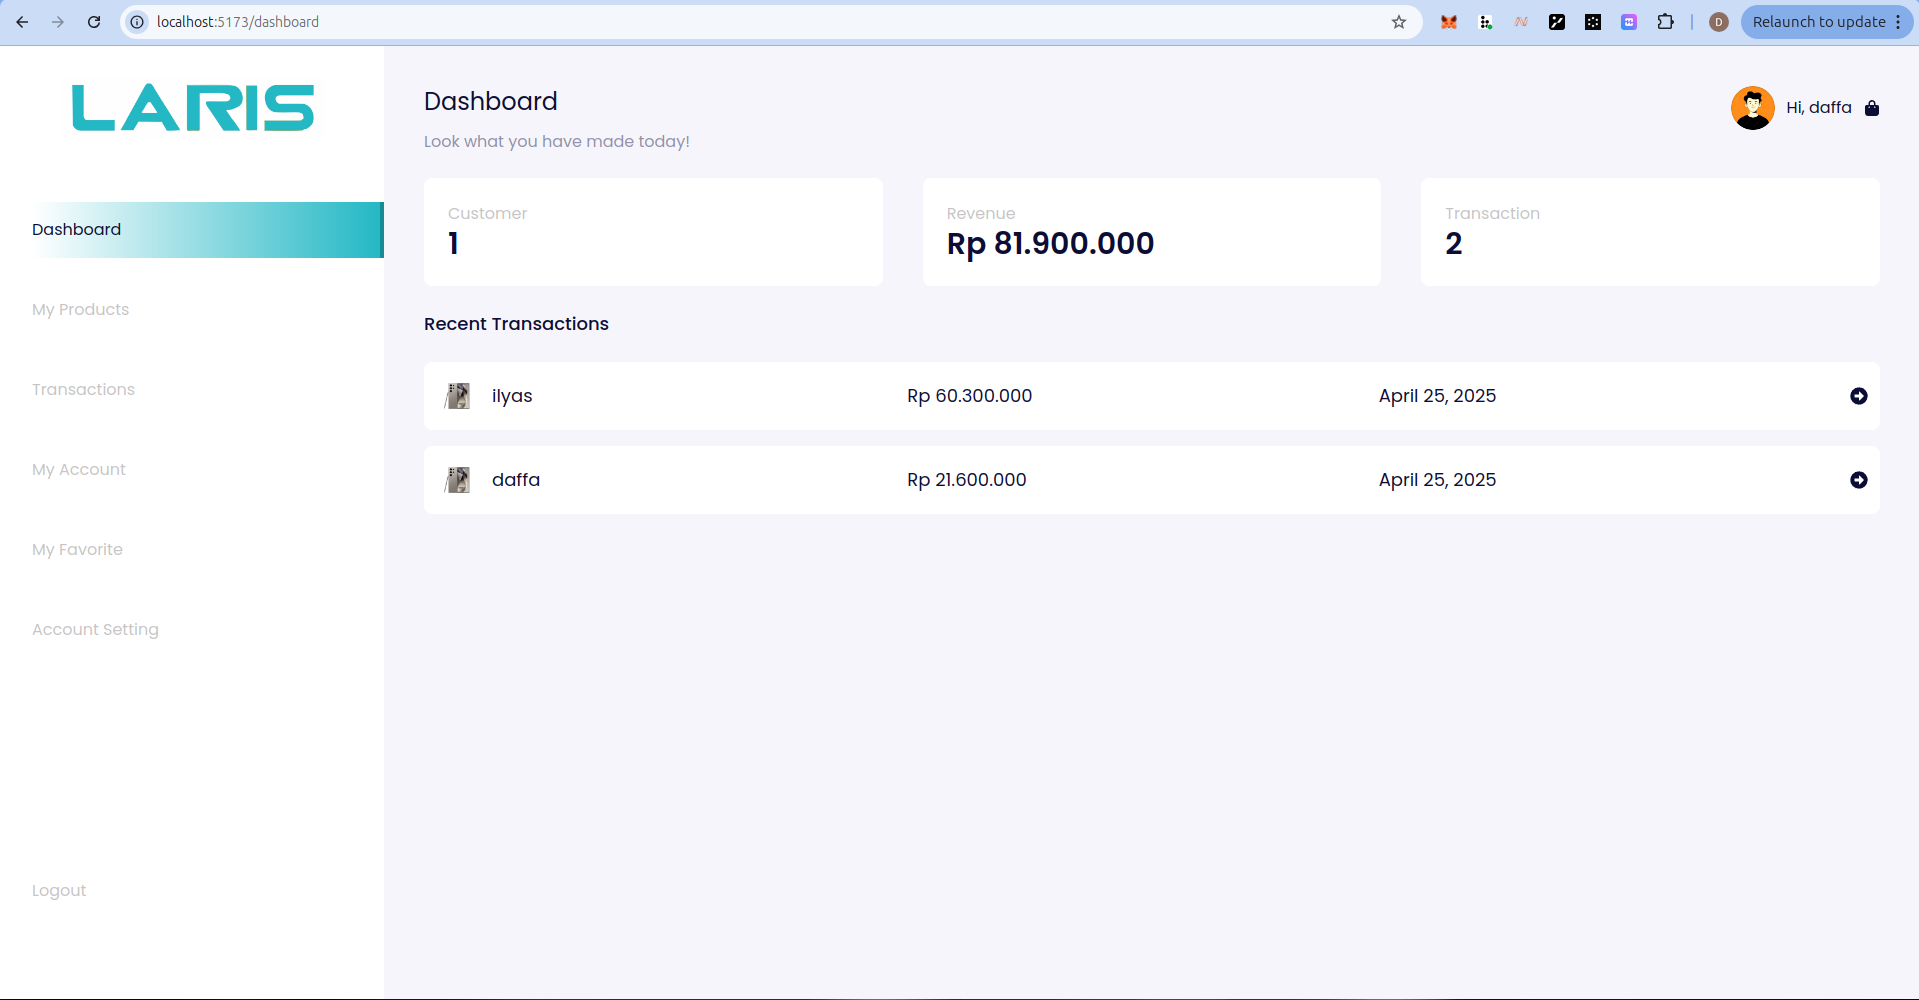 localhost:5173/dashboard
D
Relaunch to update
LARIS
Dashboard
My Products
Transactions
My Account
My Favorite
Account Setting
Logout
Dashboard
Look what you have made today!
Hi, daffa
Customer
1
Revenue
Rp 81.900.000
Transaction
2
Recent Transactions
ilyas Rp 60.300.000 April 25, 2025
daffa Rp 21.600.000 April 25, 2025